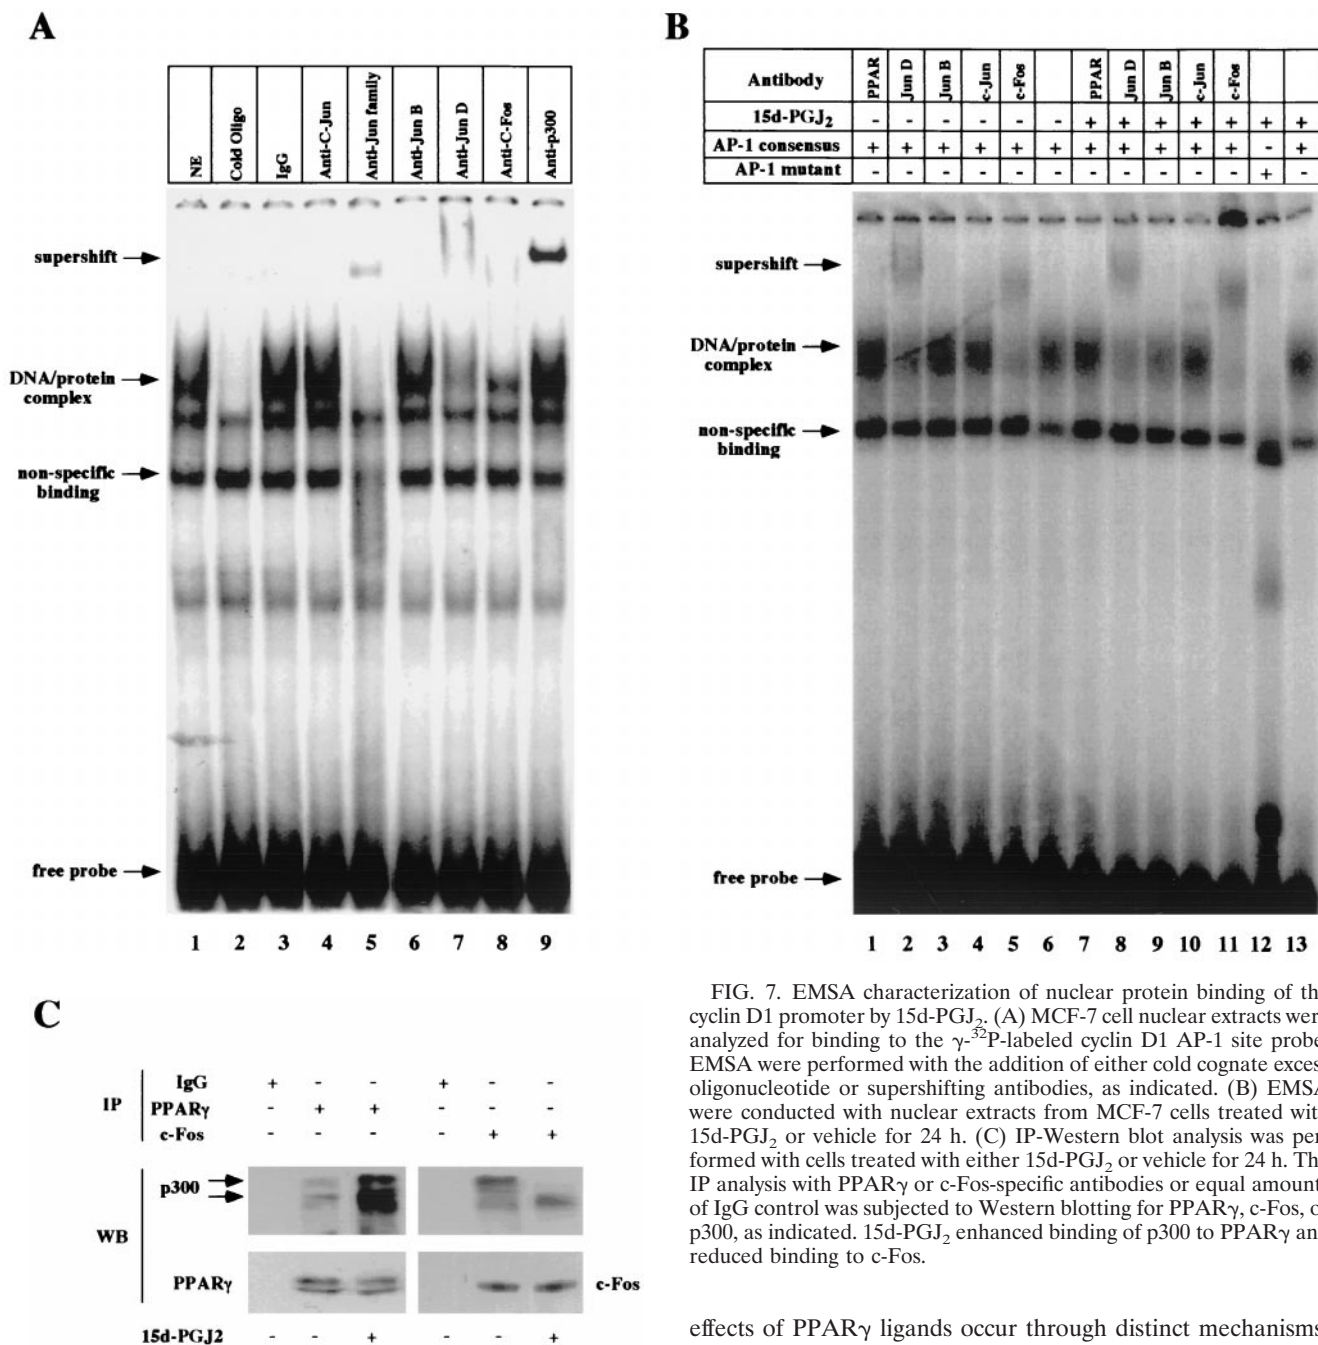 A
NE
Cold Oligo
IgG
Anti-C-Jun
Anti-Jun family
Anti-Jun B
Anti-Jun D
Anti-C-Fos
Anti-p300
supershift
DNA/protein
complex
non-specific
binding
free probe
1 2 3 4 5 6 7 8 9
B
Antibody PPAR Jun D Jun B c-Jun c-Fos PPAR Jun D Jun B c-Jun c-Fos
15d-PGJ2 - - - - - - + + + + + + +
AP-1 consensus + + + + + + + + + + + - +
AP-1 mutant - - - - - - - - - - - + -
supershift
DNA/protein
complex
non-specific
binding
free probe
1 2 3 4 5 6 7 8 9 10 11 12 13
C
IP
IgG + - - + - -
PPARγ - + + - - -
c-Fos - - - - + +
WB
p300
PPARγ
c-Fos
15d-PGJ2 - - + - - +
FIG. 7. EMSA characterization of nuclear protein binding of th
cyclin D1 promoter by 15d-PGJ2. (A) MCF-7 cell nuclear extracts wer
analyzed for binding to the γ-32P-labeled cyclin D1 AP-1 site probe
EMSA were performed with the addition of either cold cognate exces
oligonucleotide or supershifting antibodies, as indicated. (B) EMSA
were conducted with nuclear extracts from MCF-7 cells treated wit
15d-PGJ2 or vehicle for 24 h. (C) IP-Western blot analysis was per
formed with cells treated with either 15d-PGJ2 or vehicle for 24 h. Th
IP analysis with PPARγ or c-Fos-specific antibodies or equal amount
of IgG control was subjected to Western blotting for PPARγ, c-Fos, o
p300, as indicated. 15d-PGJ2 enhanced binding of p300 to PPARγ an
reduced binding to c-Fos.
effects of PPARγ ligands occur through distinct mechanisms